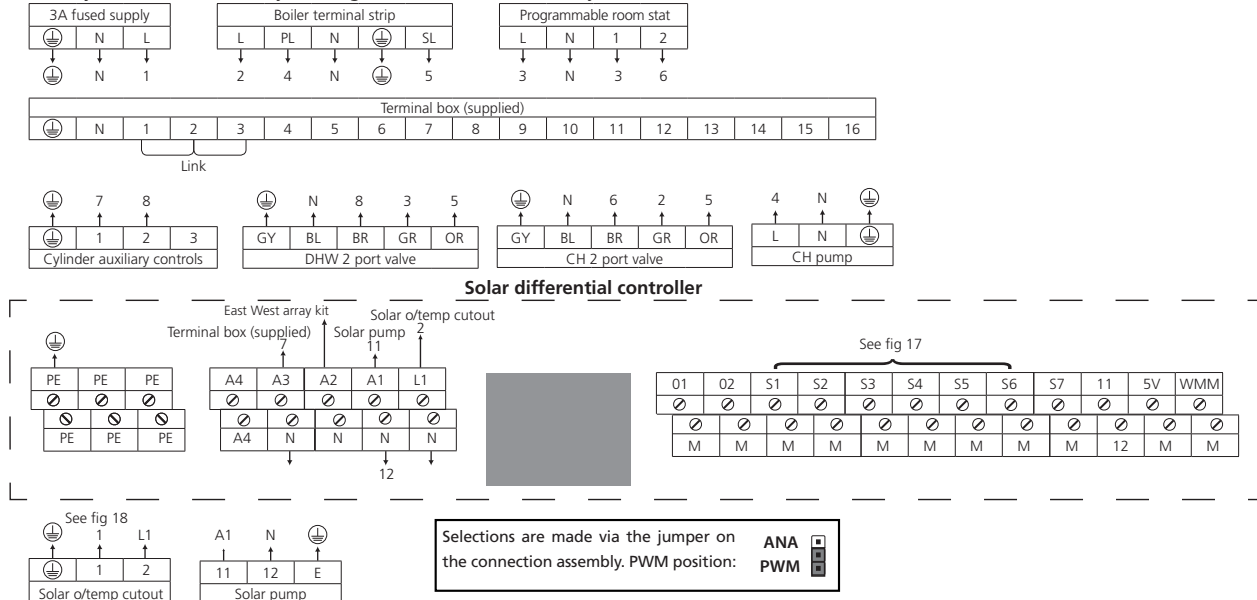 3A fused supply
Boiler terminal strip
Programmable room stat
N L
L PL N SL
L N 1 2
N 1
2 4 N 5
3 N 3 6
Terminal box (supplied)
N 1 2 3 4 5 6 7 8 9 10 11 12 13 14 15 16
Link
7 8
N 8 3 5
N 6 2 5
4 N
1 2 3
GY BL BR GR OR
GY BL BR GR OR
L N
Cylinder auxiliary controls
DHW 2 port valve
CH 2 port valve
CH pump
Solar differential controller
East West array kit
Solar o/temp cutout
Terminal box (supplied)
Solar pump
2
7
11
See fig 17
PE PE PE
A4 A3 A2 A1 L1
01 02 S1 S2 S3 S4 S5 S6 S7 11 5V WMM
PE PE PE
A4 N N N N
M M M M M M M M M 12 M M
12
See fig 18
1 L1
A1 N
1 2
11 12 E
Solar o/temp cutout
Solar pump
Selections are made via the jumper on
the connection assembly. PWM position:
ANA
PWM